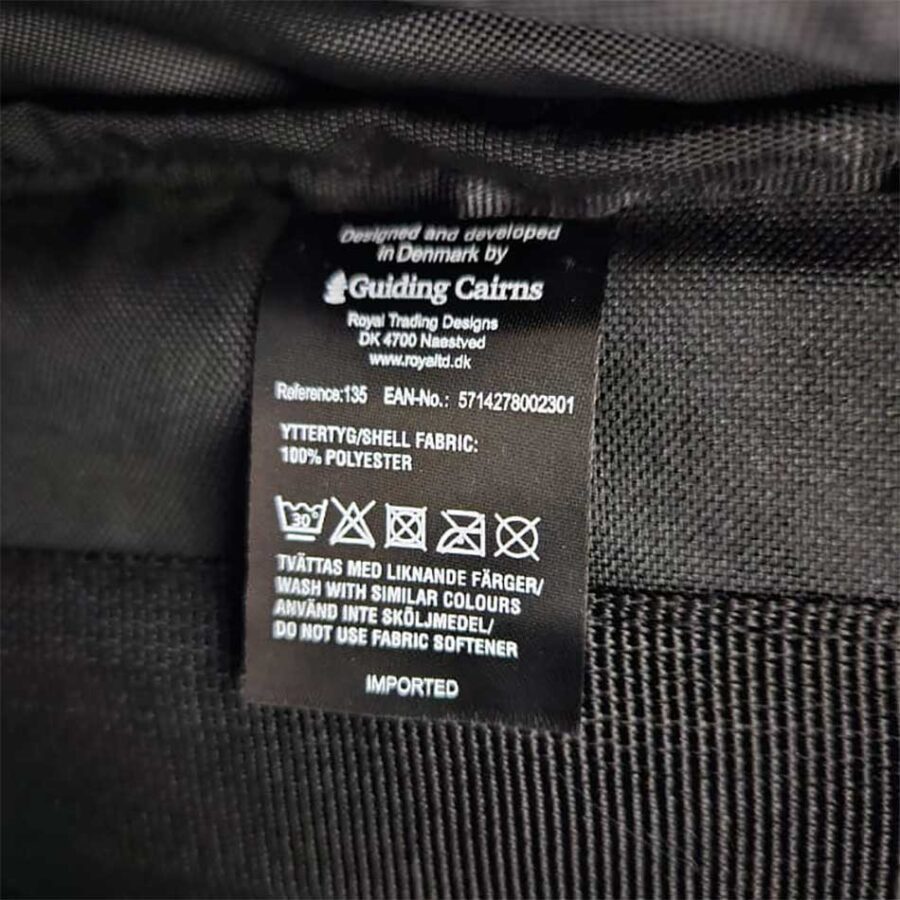 Designed and developed
in Denmark by
Guiding Cairns
Royal Trading Designs
DK 4700 Naestved
www.royaltd.dk
Reference:135 EAN-No.: 5714278002301
YTTERTYG/SHELL FABRIC:
100% POLYESTER
30°
TVÄTTAS MED LIKNANDE FÄRGER/
WASH WITH SIMILAR COLOURS
ANVÄND INTE SKÖLJMEDEL/
DO NOT USE FABRIC SOFTENER
IMPORTED